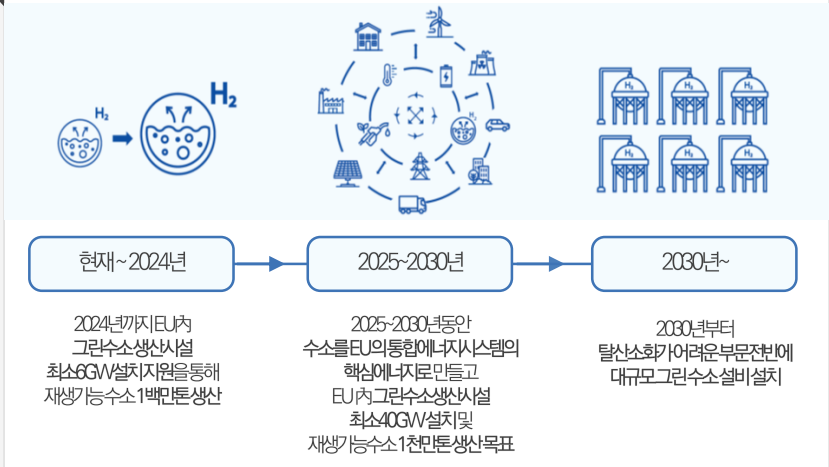 H₂
H₂
H₂
H₂ H₂ H₂
H₂ H₂ H₂
현재 ~ 2024년
2025~2030년
2030년~
2024년까지 EU內
그린수소 생산시설
최소6GW 설치 지원을 통해
재생가능 수소 1백만톤 생산
2025~2030년 동안
수소를 EU의 통합에너지시스템의
핵심에너지로 만들고
EU 內 그린수소생산시설
최소40GW 설치 및
재생가능수소 1천만톤 생산 목표
2030년부터
탈산소화가 어려운 부문 전반에
대규모 그린 수소 설비 설치